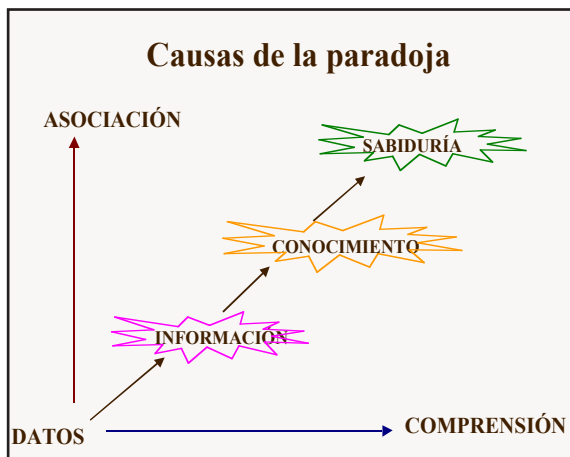 Causas de la paradoja
ASOCIACIÓN
SABIDURÍA
CONOCIMIENTO
INFORMACIÓN
COMPRENSIÓN
DATOS